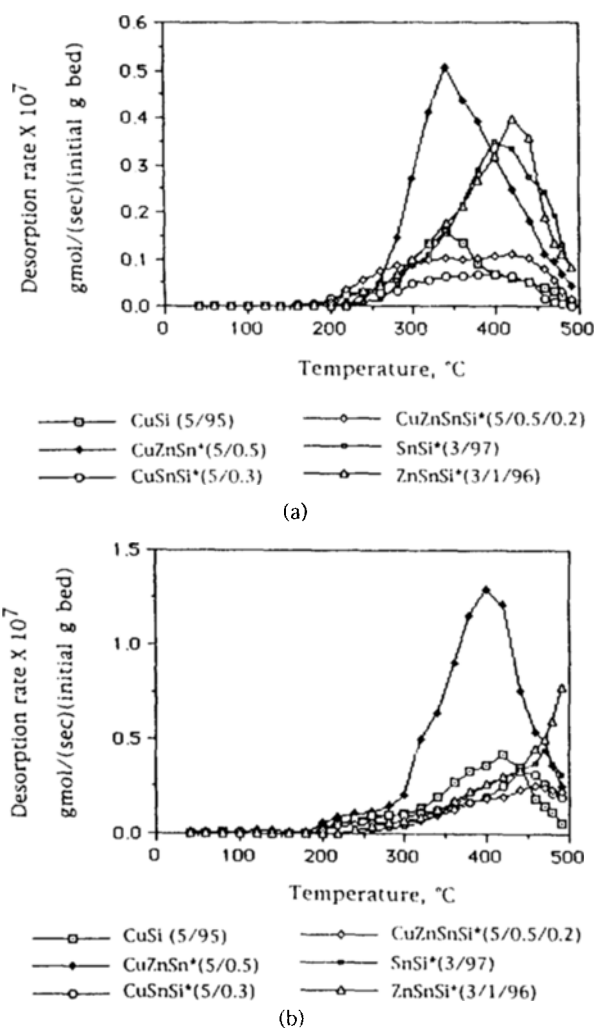 Desorption rate X 10⁷
gmol/(sec)(initial g bed)
0.6
0.5
0.4
0.3
0.2
0.1
0.0
0 100 200 300 400 500
Temperature, °C
CuSi (5/95)
CuZnSn*(5/0.5)
CuSnSi*(5/0.3)
CuZnSnSi*(5/0.5/0.2)
SnSi*(3/97)
ZnSnSi*(3/1/96)
(a)
Desorption rate X 10⁷
gmol/(sec)(initial g bed)
1.5
1.0
0.5
0.0
0 100 200 300 400 500
Temperature, °C
CuSi (5/95)
CuZnSn*(5/0.5)
CuSnSi*(5/0.3)
CuZnSnSi*(5/0.5/0.2)
SnSi*(3/97)
ZnSnSi*(3/1/96)
(b)